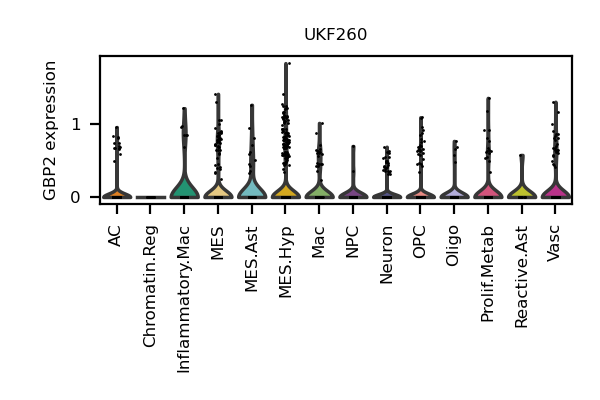 UKF260
GBP2 expression
1
0
AC
Chromatin.Reg
Inflammatory.Mac
MES
MES.Ast
MES.Hyp
Mac
NPC
Neuron
OPC
Oligo
Prolif.Metab
Reactive.Ast
Vasc